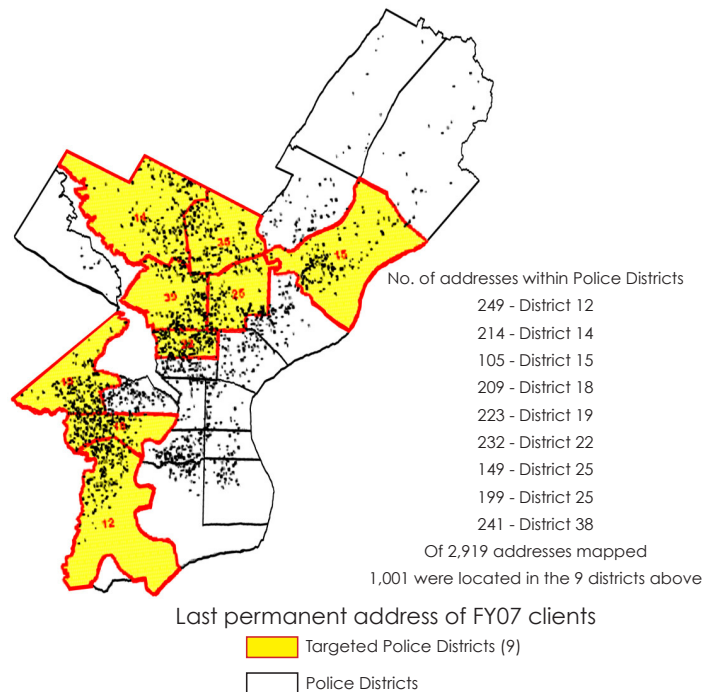 14
35
15
39
25
12
No. of addresses within Police Districts
249 - District 12
214 - District 14
105 - District 15
209 - District 18
223 - District 19
232 - District 22
149 - District 25
199 - District 25
241 - District 38
Of 2,919 addresses mapped
1,001 were located in the 9 districts above
Last permanent address of FY07 clients
Targeted Police Districts (9)
Police Districts